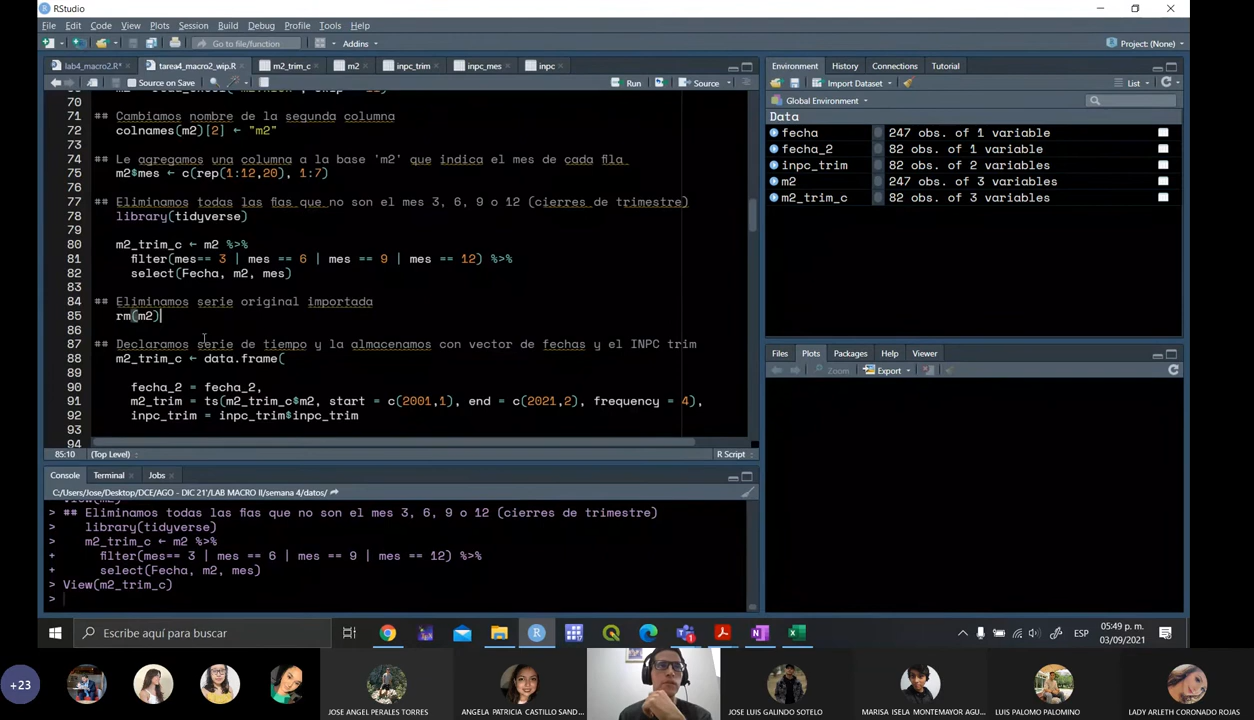 RStudio
File Edit Code View Plots Session Build Debug Profile Tools Help
Go to file/function Addins Project: (None)
lab4_macro2.R* tarea4_macro2_wip.R m2_trim_c m2 inpc_trim inpc_mes inpc
Source on Save Run Source
70
71 ## Cambiamos nombre de la segunda columna
72 colnames(m2)[2] ← "m2"
73
74 ## Le agregamos una columna a la base 'm2' que indica el mes de cada fila
75 m2$mes ← c(rep(1:12,20), 1:7)
76
77 ## Eliminamos todas las fias que no son el mes 3, 6, 9 o 12 (cierres de trimestre)
78 library(tidyverse)
80 m2_trim_c ← m2 %>%
81 filter(mes== 3 | mes == 6 | mes == 9 | mes == 12) %>%
82 select(Fecha, m2, mes)
83
84 ## Eliminamos serie original importada
85 rm(m2)
86
87 ## Declaramos serie de tiempo y la almacenamos con vector de fechas y el INPC trim
88 m2_trim_c ← data.frame(
89
90 fecha_2 = fecha_2,
91 m2_trim = ts(m2_trim_c$m2, start = c(2001,1), end = c(2021,2), frequency = 4),
92 inpc_trim = inpc_trim$inpc_trim
93
94
85:10 (Top Level) R Script
Console Terminal Jobs
C:/Users/Jose/Desktop/DCE/AGO - DIC 21'/LAB MACRO II/semana 4/datos/
> ## Eliminamos todas las fias que no son el mes 3, 6, 9 o 12 (cierres de trimestre)
> library(tidyverse)
> m2_trim_c ← m2 %>%
+ filter(mes== 3 | mes == 6 | mes == 9 | mes == 12) %>%
+ select(Fecha, m2, mes)
> View(m2_trim_c)
>
Environment History Connections Tutorial
Import Dataset List
Global Environment
Data
fecha 247 obs. of 1 variable
fecha_2 82 obs. of 1 variable
inpc_trim 82 obs. of 2 variables
m2 247 obs. of 3 variables
m2_trim_c 82 obs. of 3 variables
Files Plots Packages Help Viewer
Zoom Export
Escribe aquí para buscar
ESP
05:49 p. m.
03/09/2021
+23
JOSE ANGEL PERALES TORRES
ANGELA PATRICIA CASTILLO SAND...
JOSE LUIS GALINDO SOTELO
MARISA ISELA MONTEMAYOR AGU...
LUIS PALOMO PALOMINO
LADY ARLETH CORONADO ROJAS